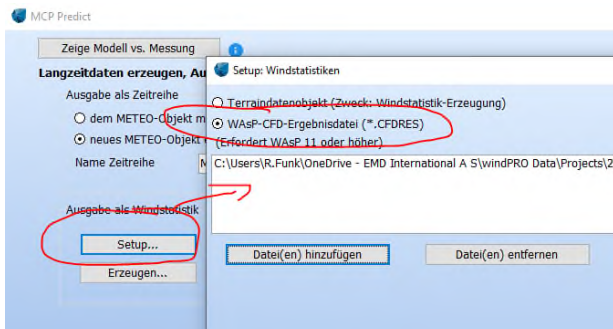 MCP Predict
Zeige Modell vs. Messung
Langzeitdaten erzeugen, Au
Ausgabe als Zeitreihe
dem METEO-Objekt m
neues METEO-Objekt
Name Zeitreihe M
Ausgabe als Windstatistik
Setup...
Erzeugen...
Setup: Windstatistiken
Terraindatenobjekt (Zweck: Windstatistik-Erzeugung)
WAsP-CFD-Ergebnisdatei (*.CFDRES)
(Erfordert WAsP 11 oder höher)
C:\Users\R.Funk\OneDrive - EMD International A S\windPRO Data\Projects\2
Datei(en) hinzufügen
Datei(en) entfernen